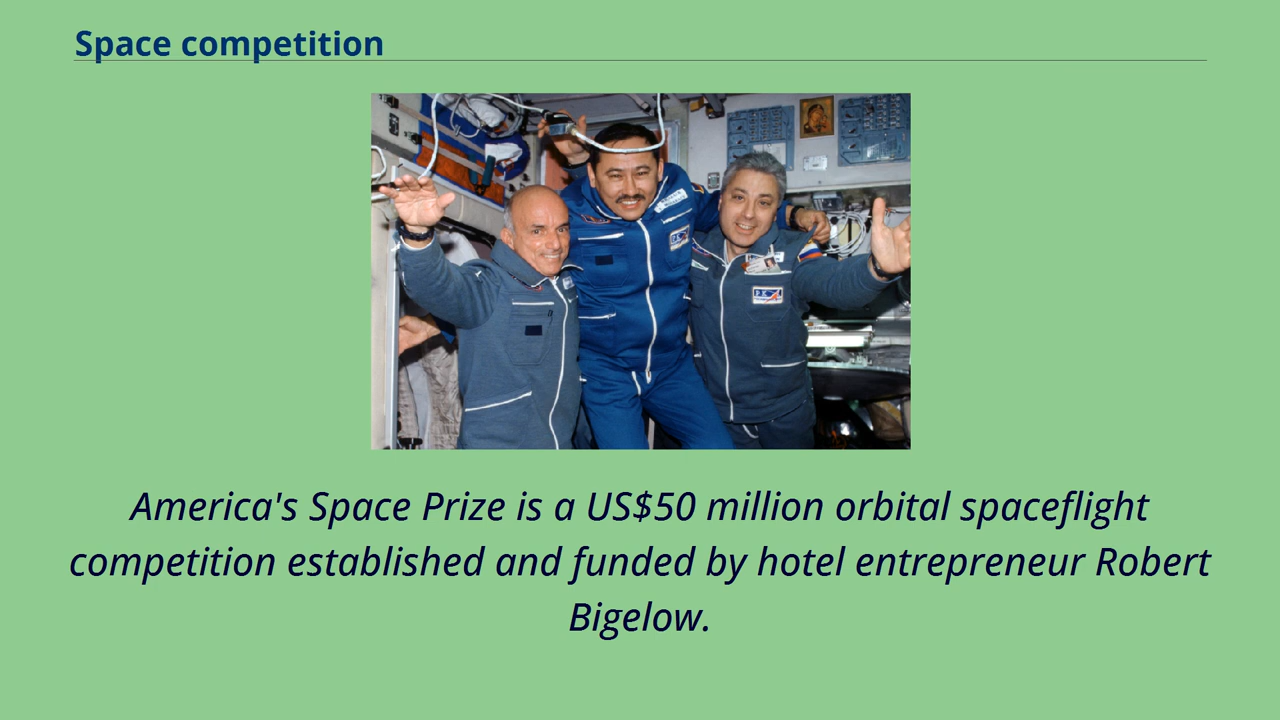 Space competition
America's Space Prize is a US$50 million orbital spaceflight
competition established and funded by hotel entrepreneur Robert
Bigelow.